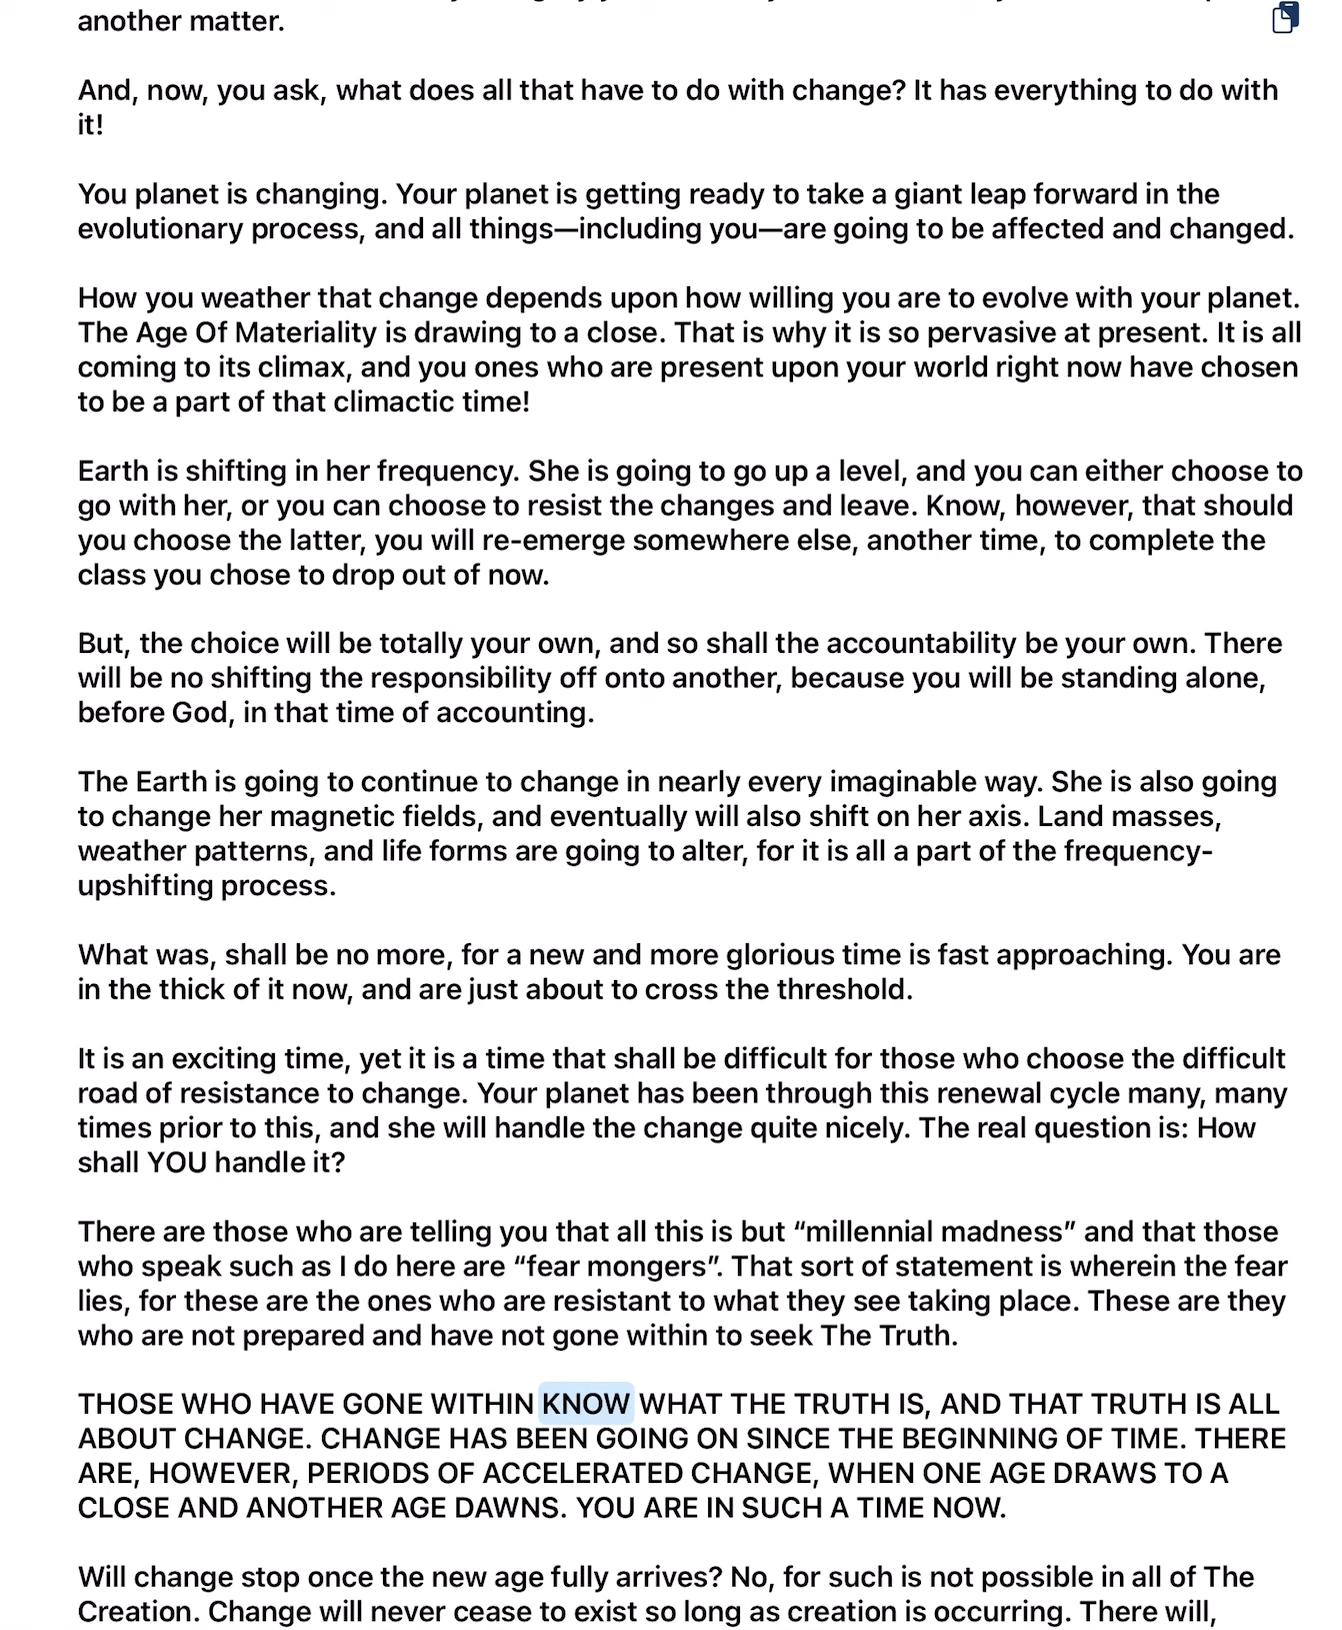 another matter.
And, now, you ask, what does all that have to do with change? It has everything to do with
it!
You planet is changing. Your planet is getting ready to take a giant leap forward in the
evolutionary process, and all things—including you—are going to be affected and changed.
How you weather that change depends upon how willing you are to evolve with your planet.
The Age Of Materiality is drawing to a close. That is why it is so pervasive at present. It is all
coming to its climax, and you ones who are present upon your world right now have chosen
to be a part of that climactic time!
Earth is shifting in her frequency. She is going to go up a level, and you can either choose to
go with her, or you can choose to resist the changes and leave. Know, however, that should
you choose the latter, you will re-emerge somewhere else, another time, to complete the
class you chose to drop out of now.
But, the choice will be totally your own, and so shall the accountability be your own. There
will be no shifting the responsibility off onto another, because you will be standing alone,
before God, in that time of accounting.
The Earth is going to continue to change in nearly every imaginable way. She is also going
to change her magnetic fields, and eventually will also shift on her axis. Land masses,
weather patterns, and life forms are going to alter, for it is all a part of the frequency-
upshifting process.
What was, shall be no more, for a new and more glorious time is fast approaching. You are
in the thick of it now, and are just about to cross the threshold.
It is an exciting time, yet it is a time that shall be difficult for those who choose the difficult
road of resistance to change. Your planet has been through this renewal cycle many, many
times prior to this, and she will handle the change quite nicely. The real question is: How
shall YOU handle it?
There are those who are telling you that all this is but “millennial madness” and that those
who speak such as I do here are “fear mongers”. That sort of statement is wherein the fear
lies, for these are the ones who are resistant to what they see taking place. These are they
who are not prepared and have not gone within to seek The Truth.
THOSE WHO HAVE GONE WITHIN KNOW WHAT THE TRUTH IS, AND THAT TRUTH IS ALL
ABOUT CHANGE. CHANGE HAS BEEN GOING ON SINCE THE BEGINNING OF TIME. THERE
ARE, HOWEVER, PERIODS OF ACCELERATED CHANGE, WHEN ONE AGE DRAWS TO A
CLOSE AND ANOTHER AGE DAWNS. YOU ARE IN SUCH A TIME NOW.
Will change stop once the new age fully arrives? No, for such is not possible in all of The
Creation. Change will never cease to exist so long as creation is occurring. There will,